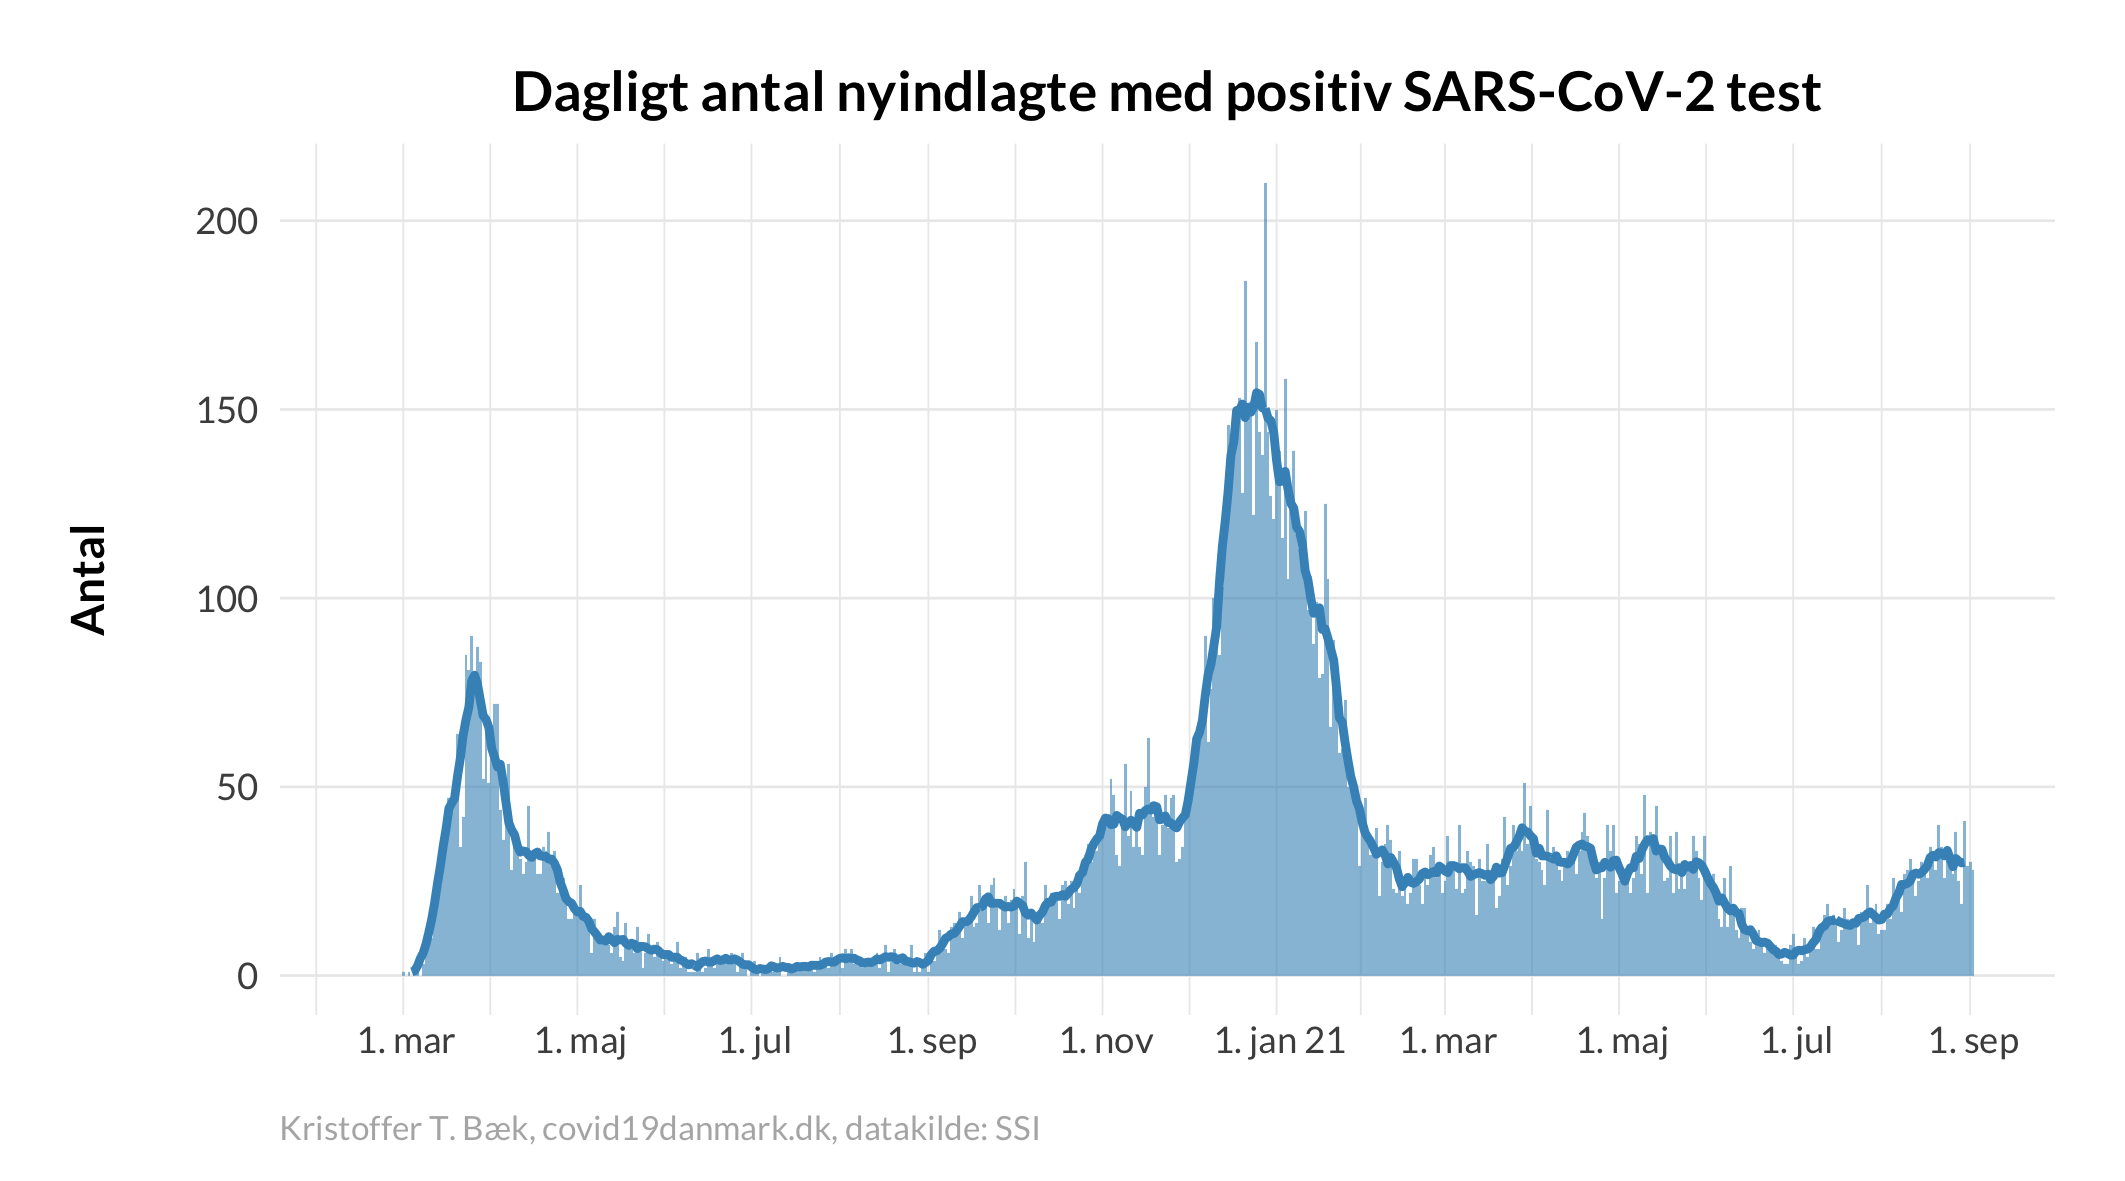 Dagligt antal nyindlagte med positiv SARS-CoV-2 test
Antal
200
150
100
50
0
1. mar 1. maj 1. jul 1. sep 1. nov 1. jan 21 1. mar 1. maj 1. jul 1. sep
Kristoffer T. Bæk, covid19danmark.dk, datakilde: SSI